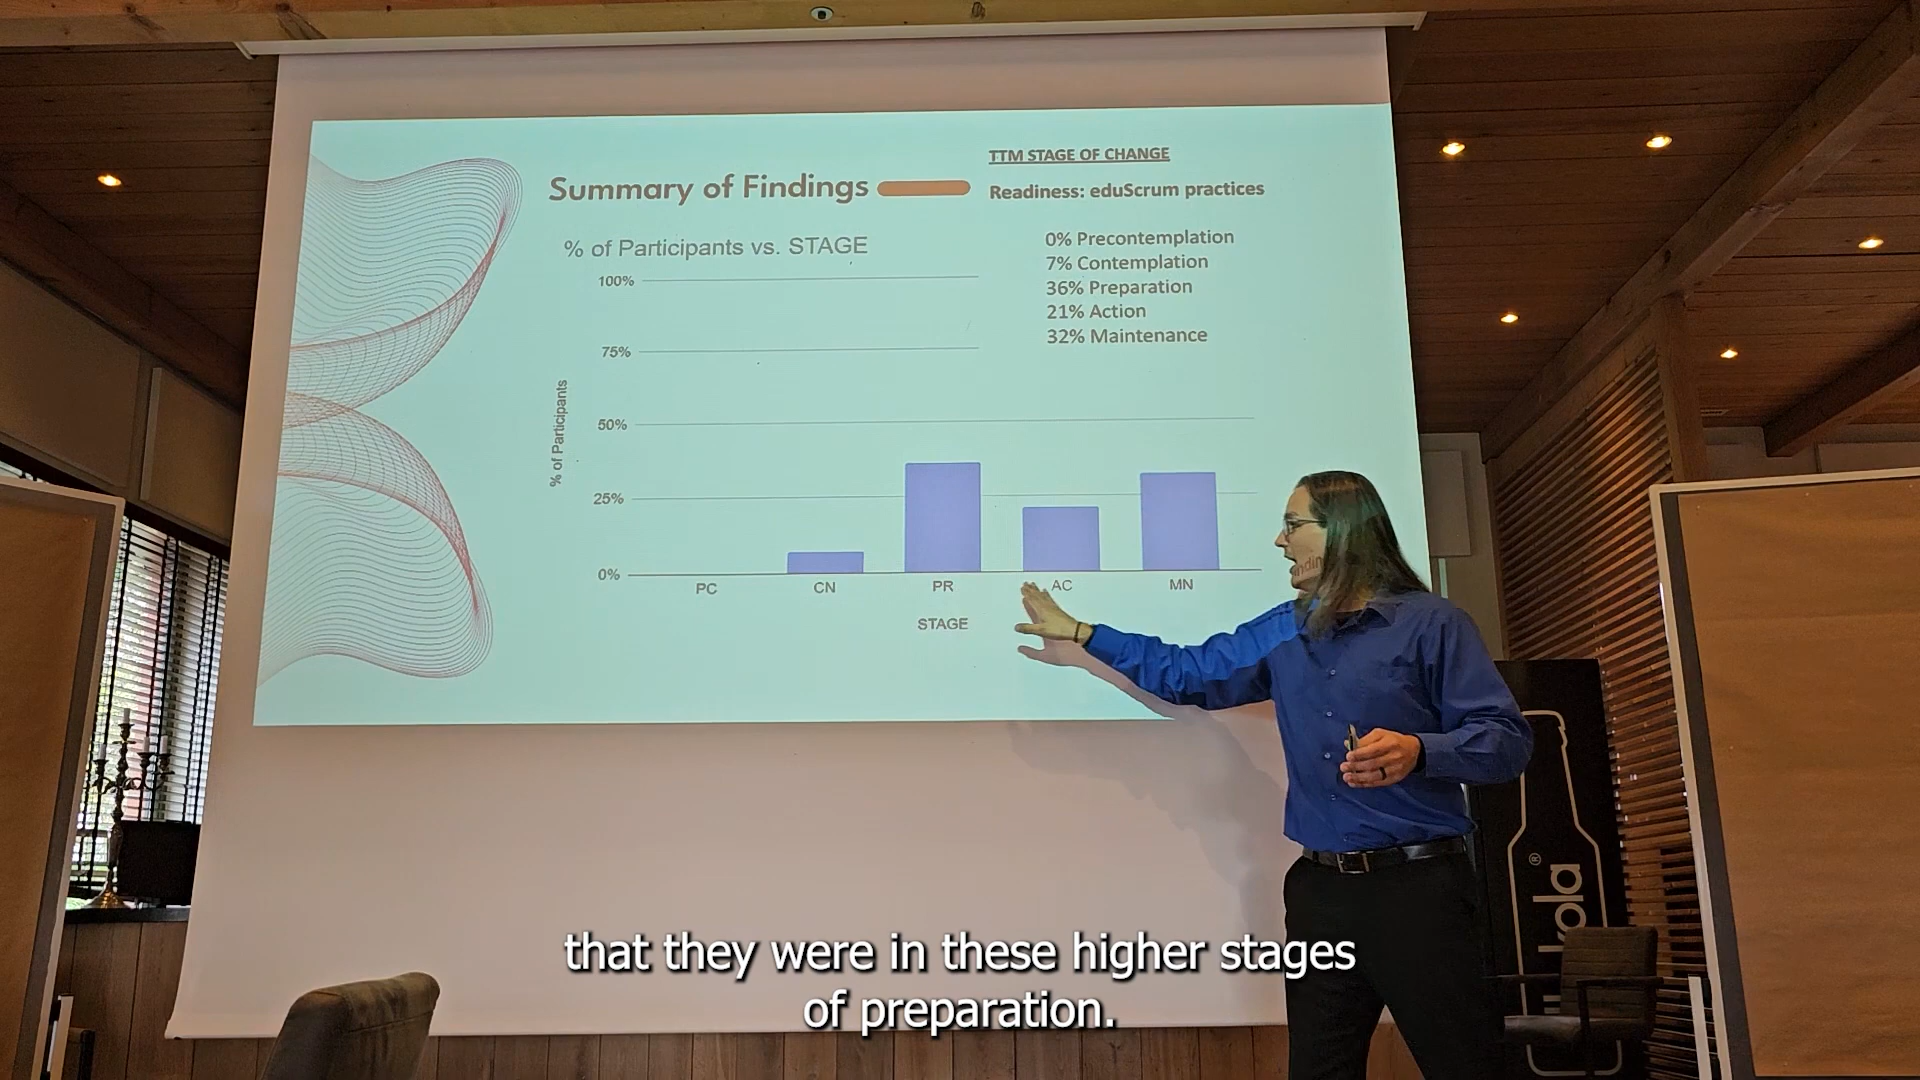 TTM STAGE OF CHANGE
Summary of Findings
Readiness: eduScrum practices
% of Participants vs. STAGE
0% Precontemplation
7% Contemplation
36% Preparation
21% Action
32% Maintenance
100%
75%
50%
25%
0%
% of Participants
PC CN PR AC MN
STAGE
that they were in these higher stages
of preparation.